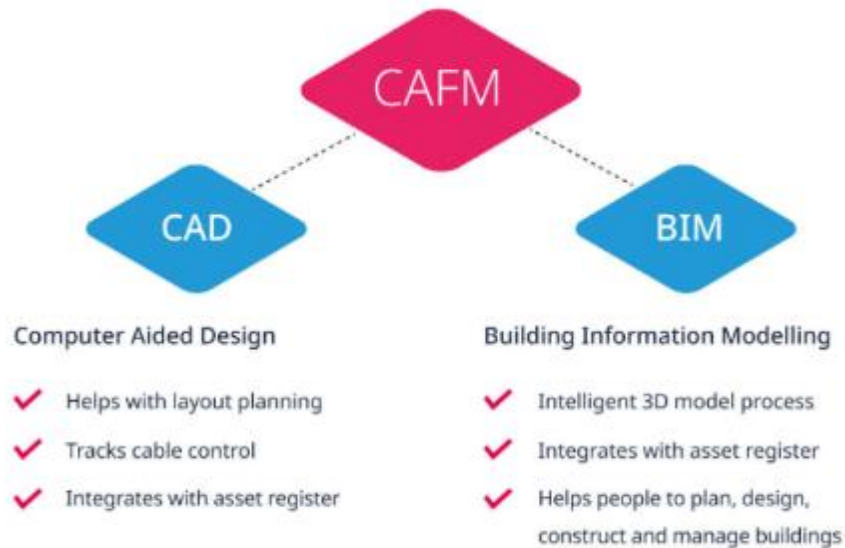 CAFM
CAD
BIM
Computer Aided Design
Helps with layout planning
Tracks cable control
Integrates with asset register
Building Information Modelling
Intelligent 3D model process
Integrates with asset register
Helps people to plan, design,
construct and manage buildings